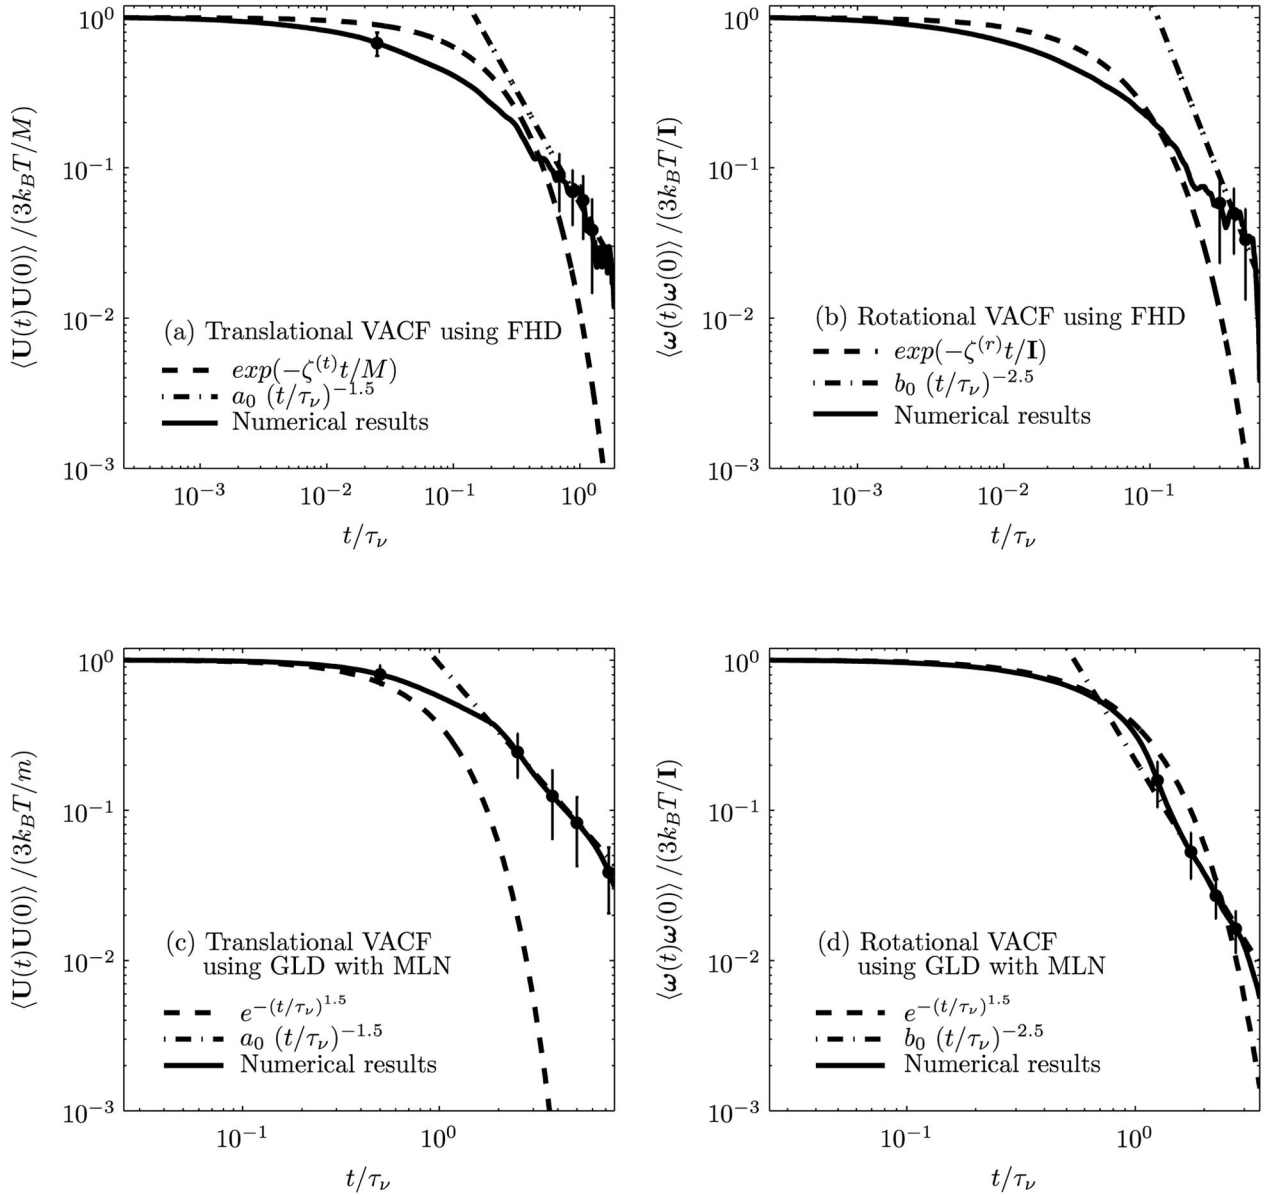 10^0
10^{-1}
10^{-2}
10^{-3}
⟨U(t)U(0)⟩/(3k_BT/M)
(a) Translational VACF using FHD
exp(−ζ^{(t)}t/M)
a_0 (t/τ_ν)^{−1.5}
Numerical results
10^{-3} 10^{-2} 10^{-1} 10^0
t/τ_ν
10^0
10^{-1}
10^{-2}
10^{-3}
⟨ω(t)ω(0)⟩/(3k_BT/I)
(b) Rotational VACF using FHD
exp(−ζ^{(r)}t/I)
b_0 (t/τ_ν)^{−2.5}
Numerical results
10^{-3} 10^{-2} 10^{-1}
t/τ_ν
10^0
10^{-1}
10^{-2}
10^{-3}
⟨U(t)U(0)⟩/(3k_BT/m)
(c) Translational VACF
using GLD with MLN
e^{−(t/τ_ν)^{1.5}}
a_0 (t/τ_ν)^{−1.5}
Numerical results
10^{-1} 10^0
t/τ_ν
10^0
10^{-1}
10^{-2}
10^{-3}
⟨ω(t)ω(0)⟩/(3k_BT/I)
(d) Rotational VACF
using GLD with MLN
e^{−(t/τ_ν)^{1.5}}
b_0 (t/τ_ν)^{−2.5}
Numerical results
10^{-1} 10^0
t/τ_ν